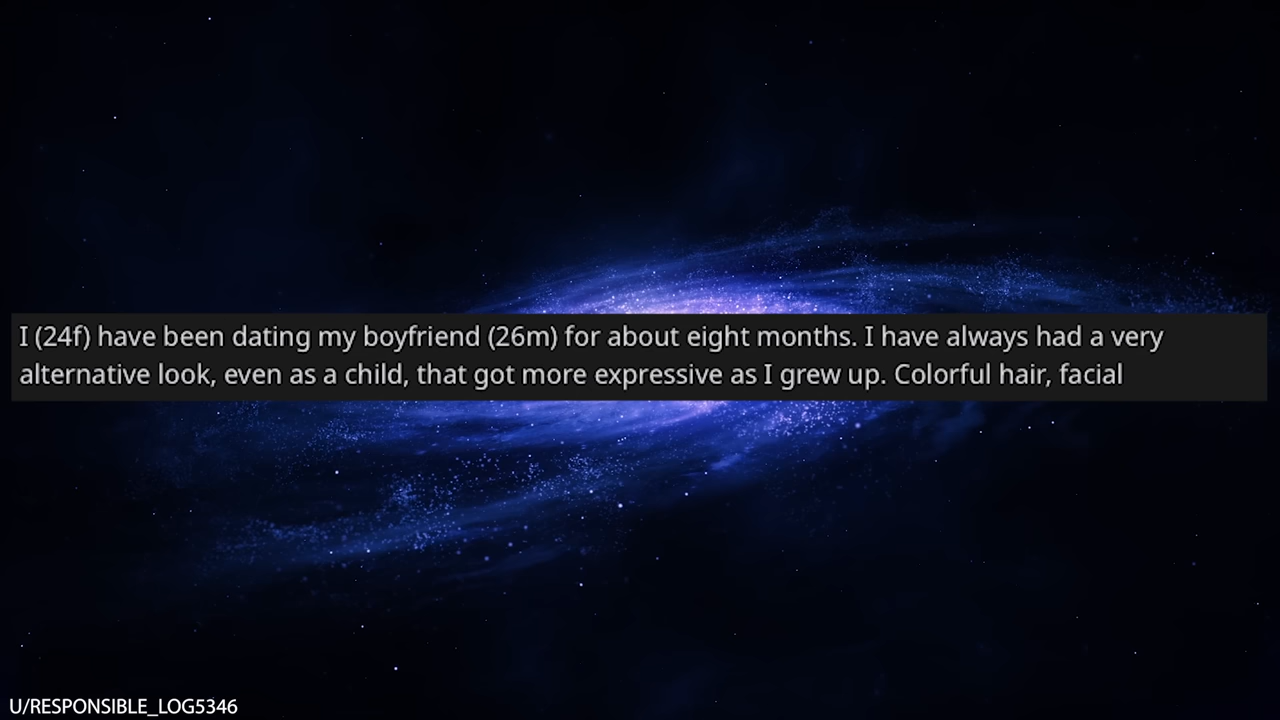 I (24f) have been dating my boyfriend (26m) for about eight months. I have always had a very
alternative look, even as a child, that got more expressive as I grew up. Colorful hair, facial
U/RESPONSIBLE_LOG5346